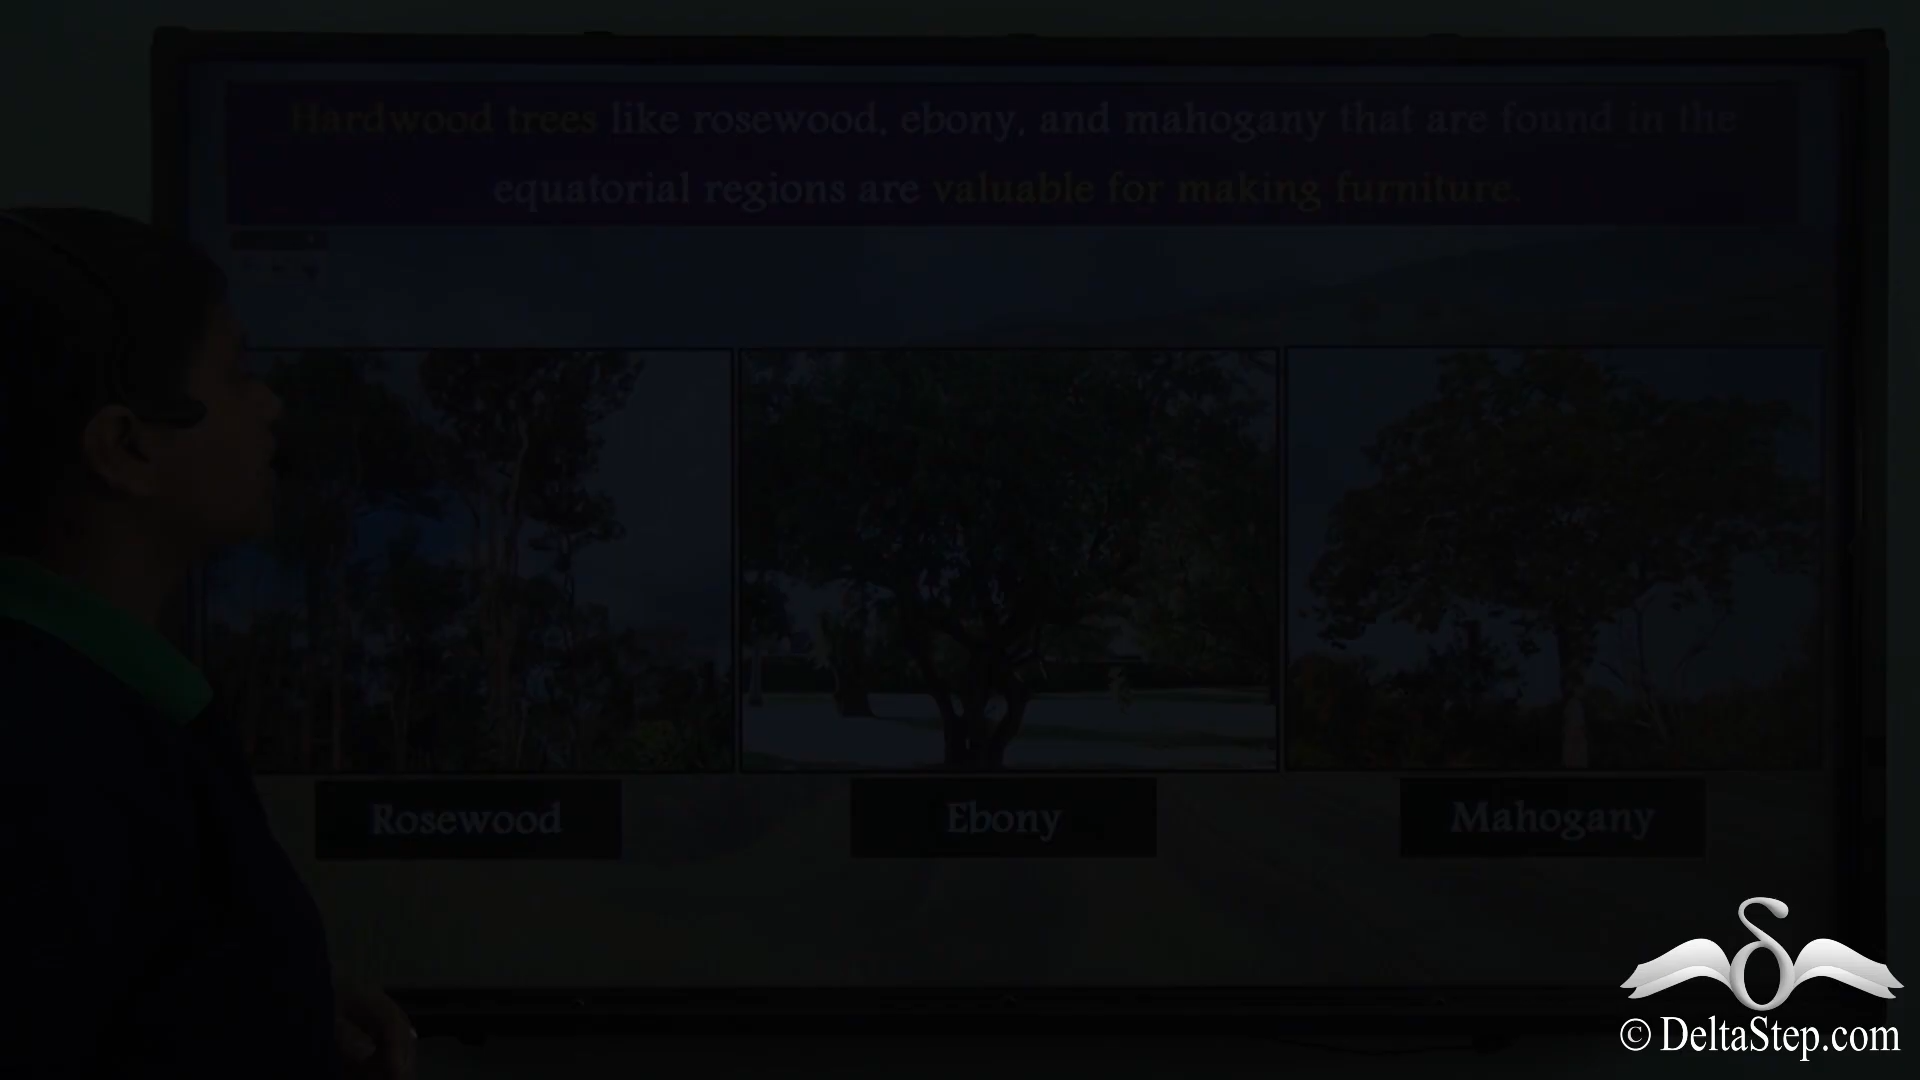 Hardwood trees like rosewood, ebony, and mahogany that are found in the
equatorial regions are valuable for making furniture.
Rosewood
Ebony
Mahogany
© DeltaStep.com